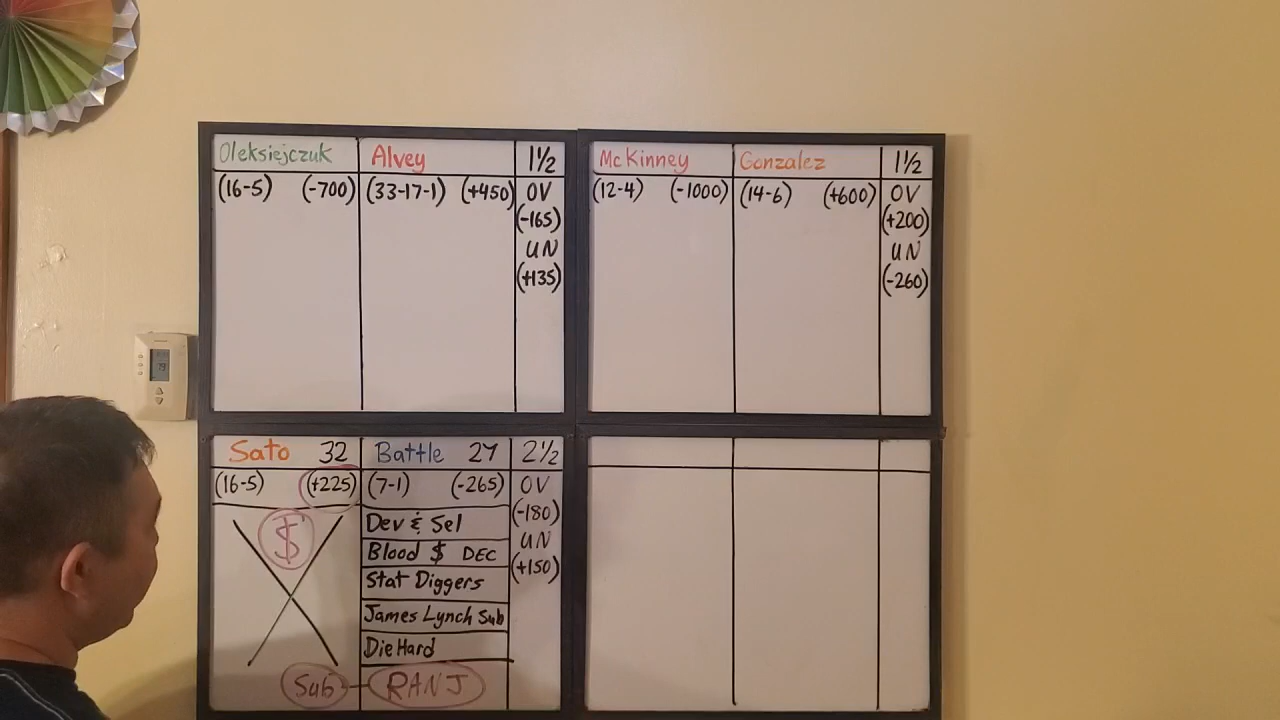 Oleksiejczuk Alvey 1½
(16-5) (-700) (33-17-1) (+450) OV
(-165)
UN
(+135)
McKinney Gonzalez 1½
(12-4) (-1000) (14-6) (+600) OV
(+200)
UN
(-260)
Sato 32 Battle 27 2½
(16-5) (+225) (7-1) (-265) OV
(-180)
UN
(+150)
$
Dev & Sel
Blood $ DEC
Stat Diggers
James Lynch Sub
Die Hard
Sub RANJ